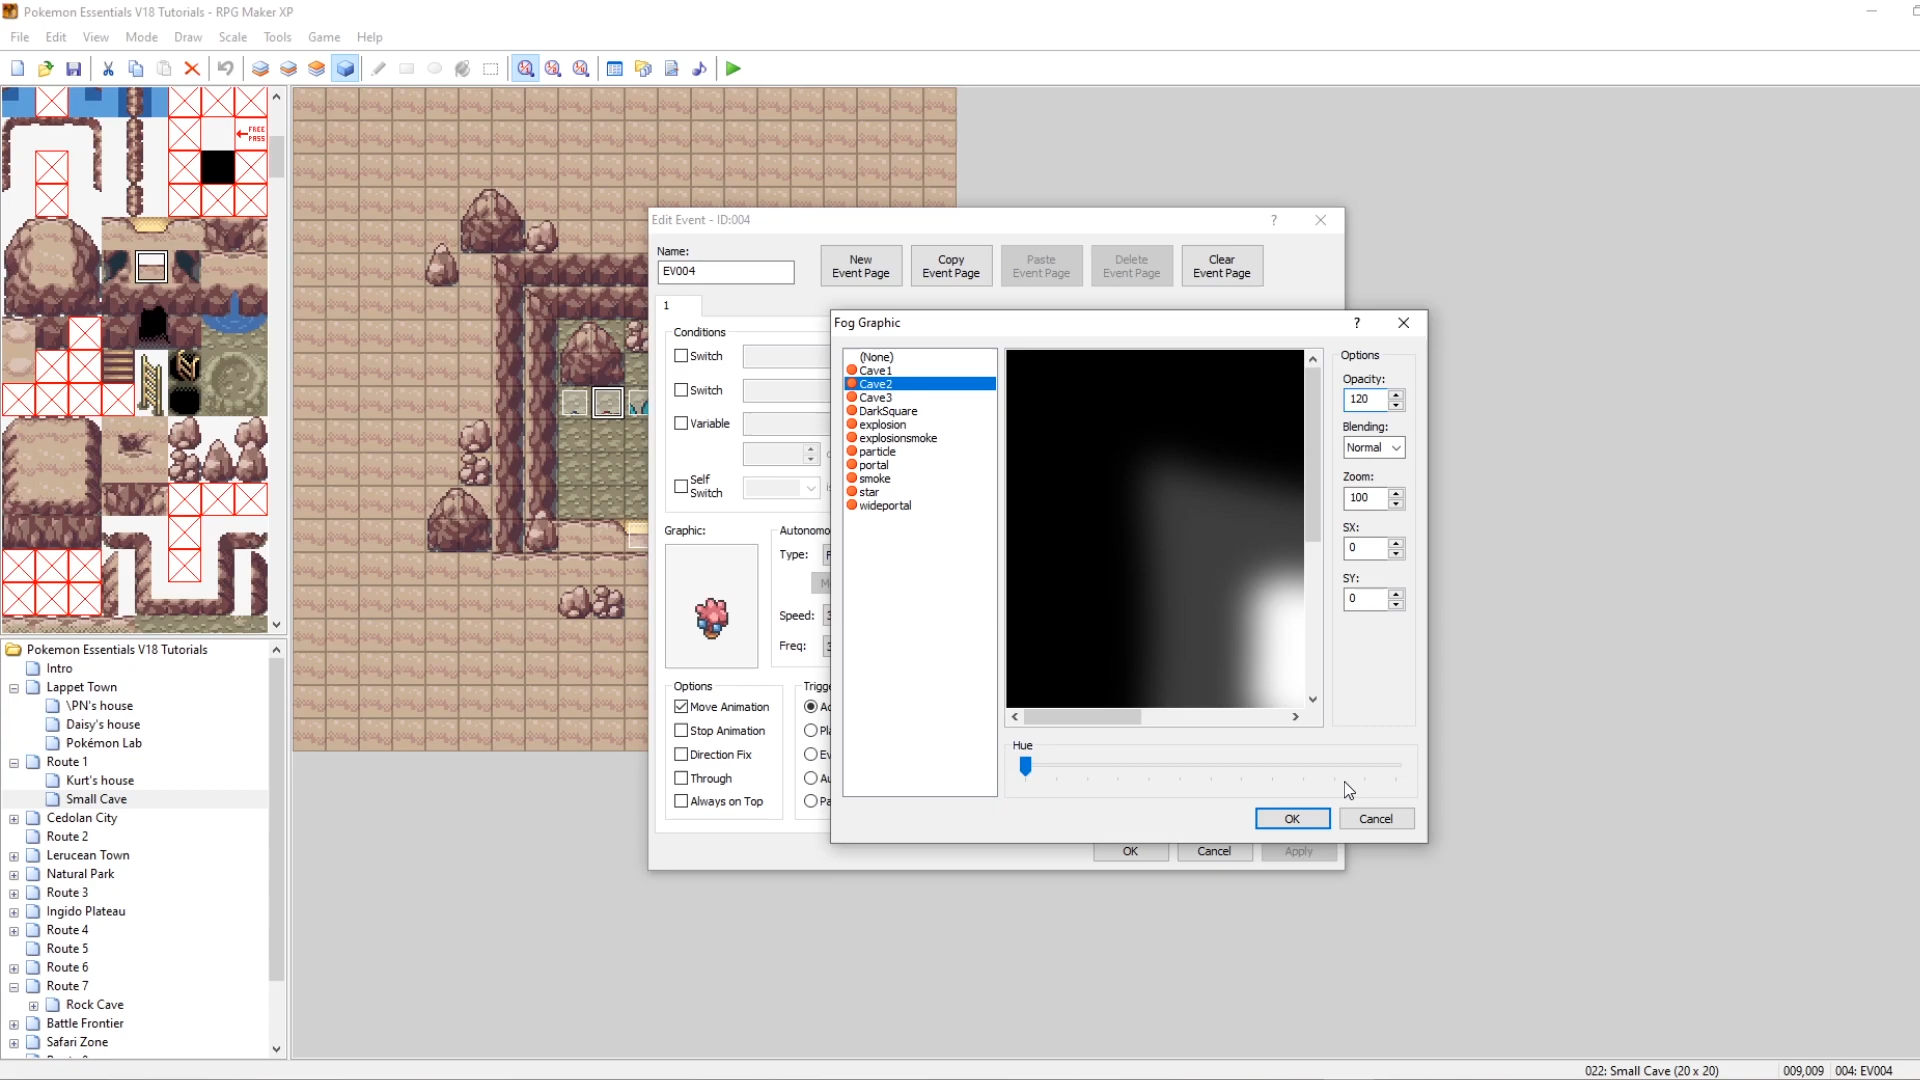 Pokemon Essentials V18 Tutorials - RPG Maker XP
File Edit View Mode Draw Scale Tools Game Help
FREE
PASS
Edit Event - ID:004
Name:
EV004
New
Event Page
Copy
Event Page
Paste
Event Page
Delete
Event Page
Clear
Event Page
1
Conditions
Switch
Switch
Variable
Self
Switch
Graphic:
Autonomo
Type:
Speed:
Freq:
Options
Move Animation
Stop Animation
Direction Fix
Through
Always on Top
Trigge
OK
Cancel
Apply
Fog Graphic
(None)
Cave1
Cave2
Cave3
DarkSquare
explosion
explosionsmoke
particle
portal
smoke
star
wideportal
Options
Opacity:
120
Blending:
Normal
Zoom:
100
SX:
0
SY:
0
Hue
OK
Cancel
Pokemon Essentials V18 Tutorials
Intro
Lappet Town
\PN's house
Daisy's house
Pokémon Lab
Route 1
Kurt's house
Small Cave
Cedolan City
Route 2
Lerucean Town
Natural Park
Route 3
Ingido Plateau
Route 4
Route 5
Route 6
Route 7
Rock Cave
Battle Frontier
Safari Zone
022: Small Cave (20 x 20)
009,009
004: EV004